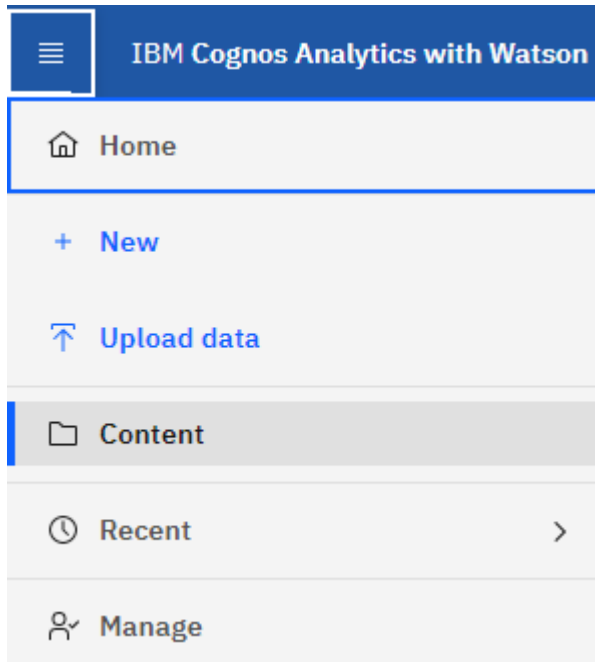 IBM Cognos Analytics with Watson
Home
New
Upload data
Content
Recent
Manage